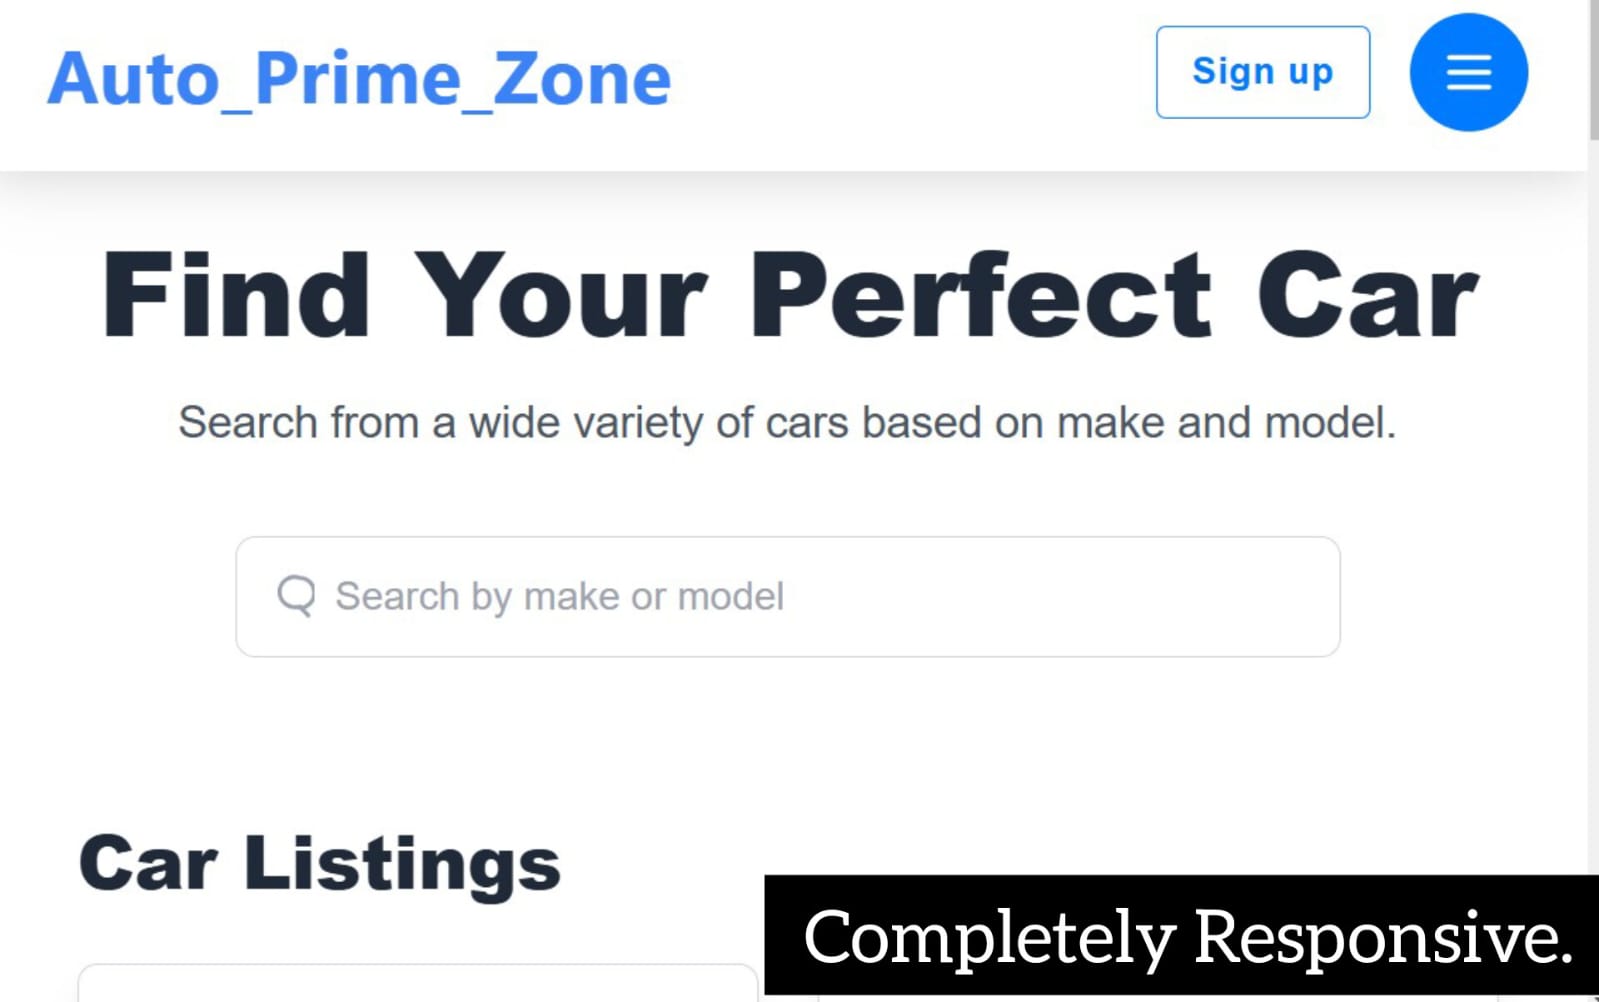 Auto_Prime_Zone
Sign up
Find Your Perfect Car
Search from a wide variety of cars based on make and model.
Search by make or model
Car Listings
Completely Responsive.